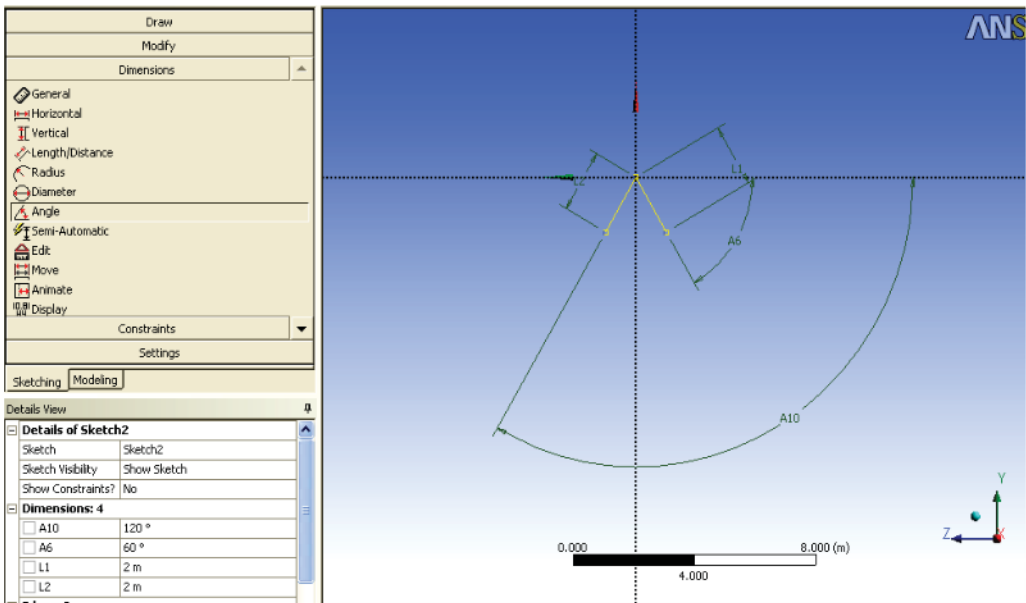 Draw
Modify
Dimensions
General
Horizontal
Vertical
Length/Distance
Radius
Diameter
Angle
Semi-Automatic
Edit
Move
Animate
Display
Constraints
Settings
Sketching Modeling
Details View
Details of Sketch2
Sketch Sketch2
Sketch Visibility Show Sketch
Show Constraints? No
Dimensions: 4
A10 120 °
A6 60 °
L1 2 m
L2 2 m
ANS
L2
L1
A6
A10
0.000 8.000 (m)
4.000
Y
Z X